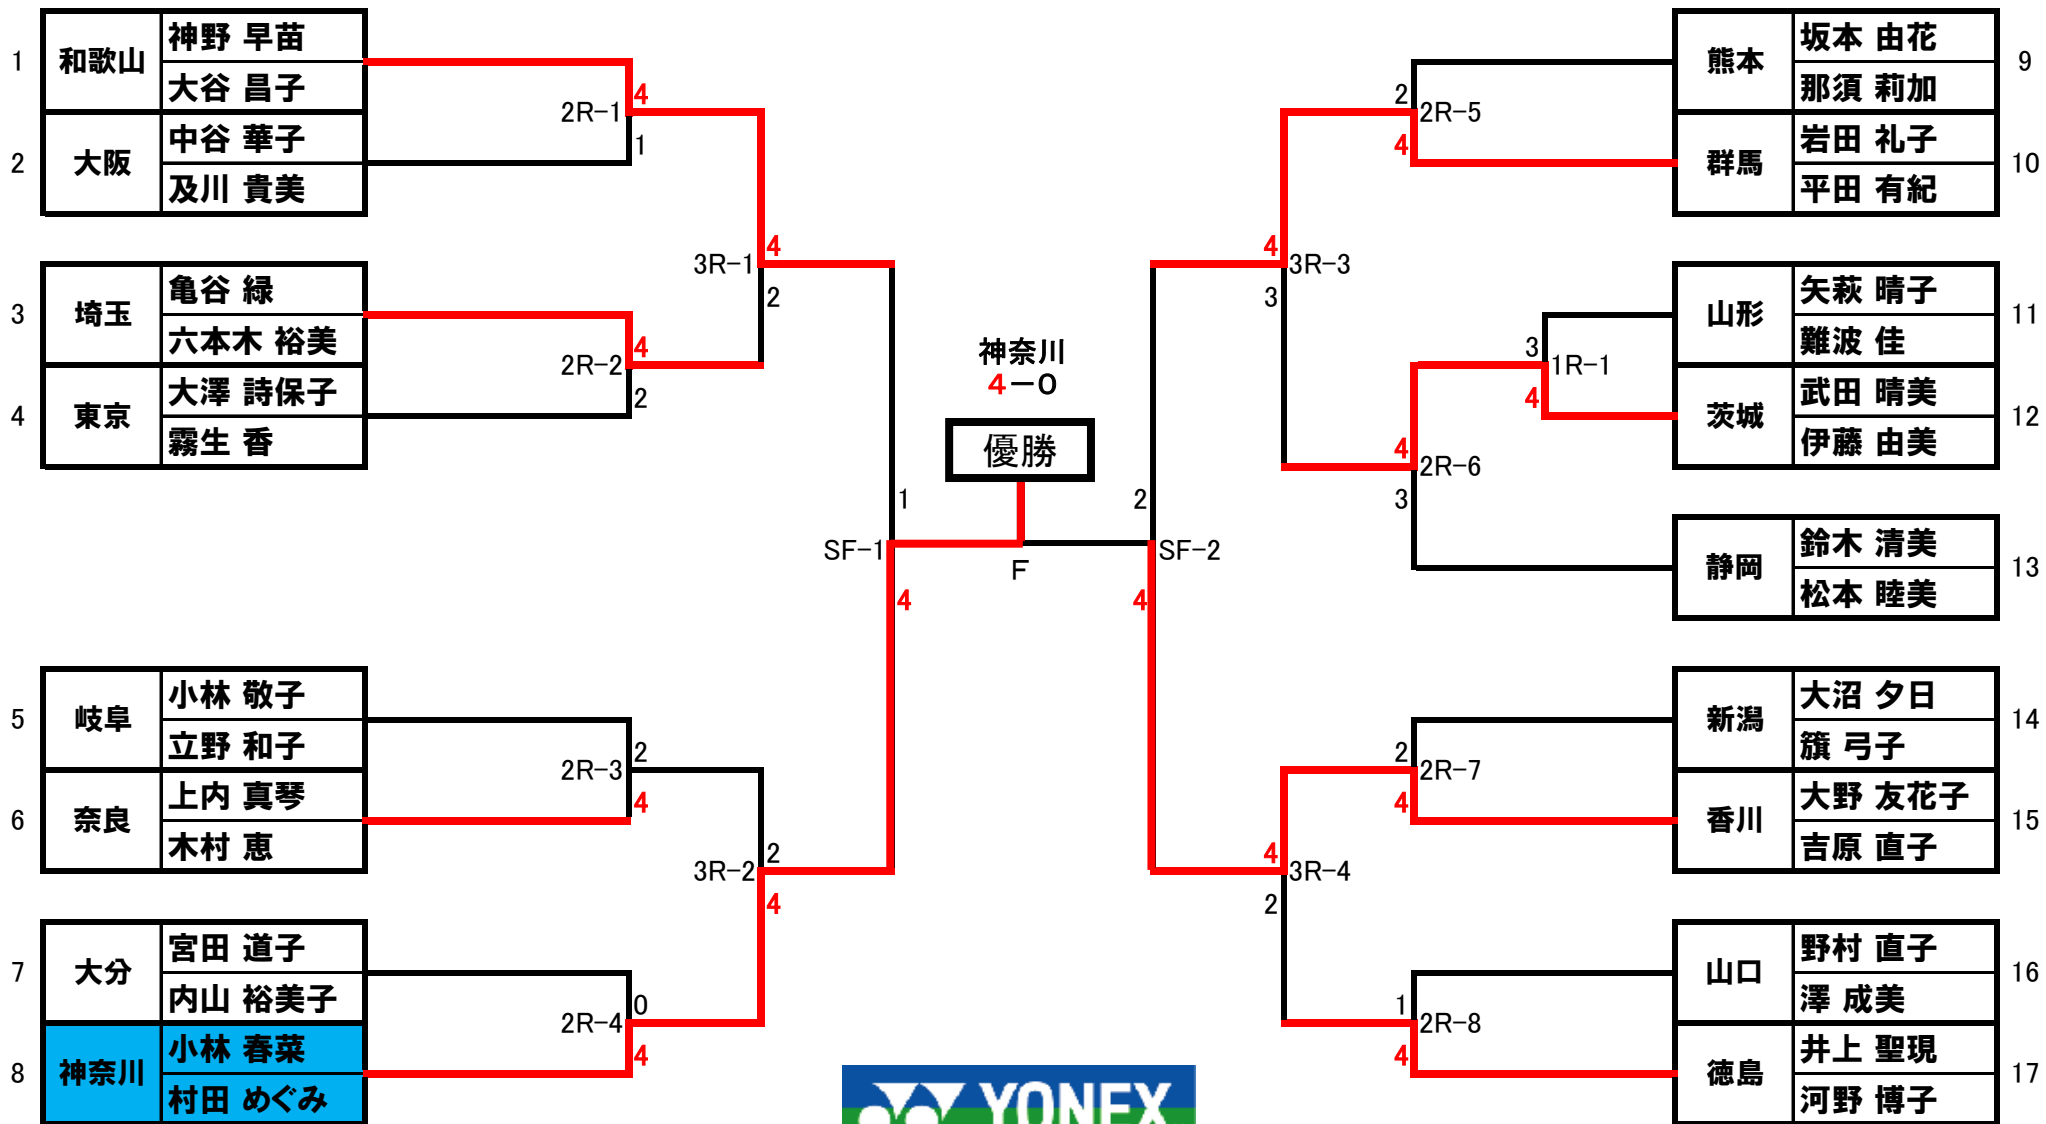 1 和歌山 神野 早苗
大谷 昌子
2 大阪 中谷 華子
及川 貴美
2R-1
4
1
3 埼玉 亀谷 緑
六本木 裕美
4 東京 大澤 詩保子
霧生 香
2R-2
4
2
3R-1
4
2
5 岐阜 小林 敬子
立野 和子
6 奈良 上内 真琴
木村 恵
2R-3
2
4
7 大分 宮田 道子
内山 裕美子
8 神奈川 小林 春菜
村田 めぐみ
2R-4
0
4
3R-2
2
4
SF-1
1
4
神奈川
4-0
優勝
F
SF-2
2
4
熊本 坂本 由花 9
那須 莉加
群馬 岩田 礼子 10
平田 有紀
2
2R-5
4
4
3R-3
3
山形 矢萩 晴子 11
難波 佳
茨城 武田 晴美 12
伊藤 由美
3
1R-1
4
4
2R-6
3
静岡 鈴木 清美 13
松本 睦美
新潟 大沼 夕日 14
籏 弓子
香川 大野 友花子 15
吉原 直子
2
2R-7
4
4
3R-4
2
山口 野村 直子 16
澤 成美
徳島 井上 聖現 17
河野 博子
1
2R-8
4
YONEX